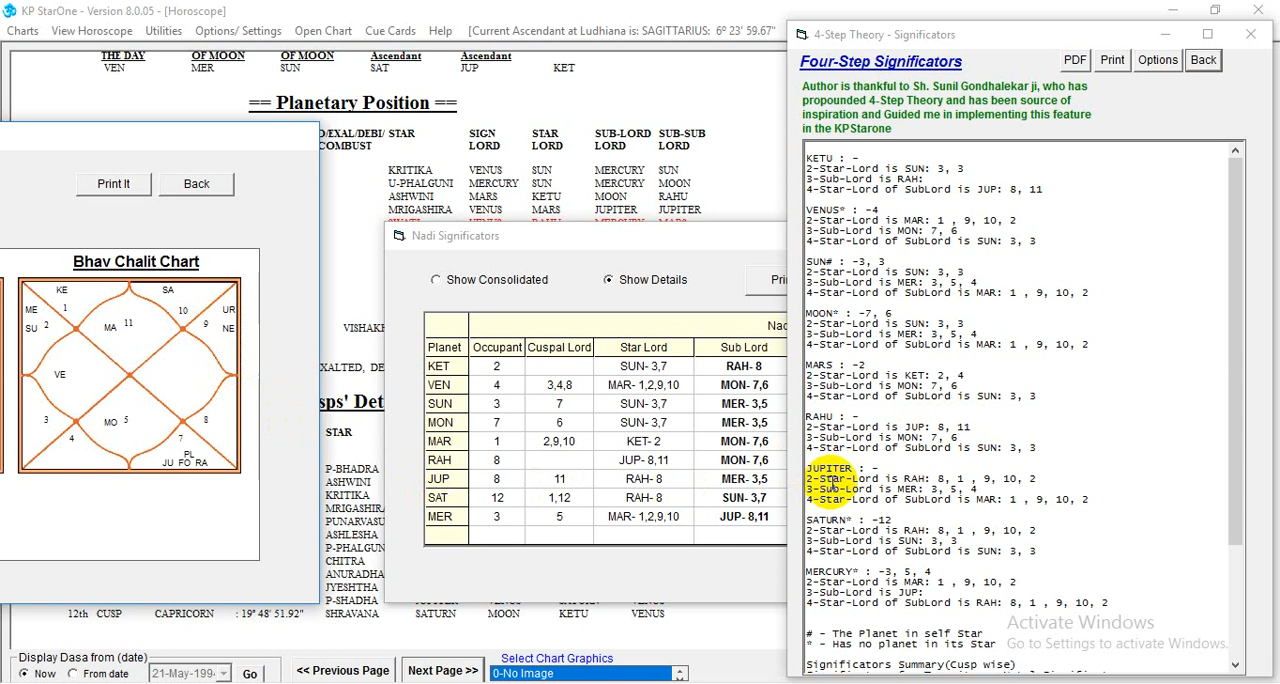 KP StarOne - Version 8.0.05 - [Horoscope]
Charts View Horoscope Utilities Options/ Settings Open Chart Cue Cards Help [Current Ascendant at Ludhiana is: SAGITTARIUS: 6° 23' 59.67"
THE DAY OF MOON OF MOON Ascendant Ascendant
VEN MER SUN SAT JUP KET
== Planetary Position ==
D/EXAL/DEBI/ STAR SIGN STAR SUB-LORD SUB-SUB
COMBUST LORD LORD LORD LORD
KRITIKA VENUS SUN MERCURY SUN
U-PHALGUNI MERCURY SUN MERCURY MOON
ASHWINI MARS KETU MOON RAHU
MRIGASHIRA VENUS MARS JUPITER JUPITER
Print It Back
Bhav Chalit Chart
KE SA
ME 1 10 UR
SU 2 MA 11 9 NE
VE
3 MO 5 8
4 7
PL
JU FO RA
VISHAKH
XALTED, DE
sps' Det
STAR
P-BHADRA
ASHWINI
KRITIKA
MRIGASHIR
PUNARVASU
ASHLESHA
P-PHALGUN
CHITRA
ANURADHA
JYESHTHA
P-SHADHA
12th CUSP CAPRICORN : 19° 48' 51.92" SHRAVANA SATURN MOON KETU VENUS
Nadi Significators
Show Consolidated Show Details Pri
Nad
Planet Occupant Cuspal Lord Star Lord Sub Lord
KET 2 SUN- 3,7 RAH- 8
VEN 4 3,4,8 MAR- 1,2,9,10 MON- 7,6
SUN 3 7 SUN- 3,7 MER- 3,5
MON 7 6 SUN- 3,7 MER- 3,5
MAR 1 2,9,10 KET- 2 MON- 7,6
RAH 8 JUP- 8,11 MON- 7,6
JUP 8 11 RAH- 8 MER- 3,5
SAT 12 1,12 RAH- 8 SUN- 3,7
MER 3 5 MAR- 1,2,9,10 JUP- 8,11
Display Dasa from (date)
Now From date 21-May-199 Go << Previous Page Next Page >>
Select Chart Graphics
0-No Image
4-Step Theory - Significators
Four-Step Significators PDF Print Options Back
Author is thankful to Sh. Sunil Gondhalekar ji, who has
propounded 4-Step Theory and has been source of
inspiration and Guided me in implementing this feature
in the KPStarone
KETU : -
2-Star-Lord is SUN: 3, 3
3-Sub-Lord is RAH:
4-Star-Lord of SubLord is JUP: 8, 11
VENUS* : -4
2-Star-Lord is MAR: 1 , 9, 10, 2
3-Sub-Lord is MON: 7, 6
4-Star-Lord of SubLord is SUN: 3, 3
SUN# : -3, 3
2-Star-Lord is SUN: 3, 3
3-Sub-Lord is MER: 3, 5, 4
4-Star-Lord of SubLord is MAR: 1 , 9, 10, 2
MOON* : -7, 6
2-Star-Lord is SUN: 3, 3
3-Sub-Lord is MER: 3, 5, 4
4-Star-Lord of SubLord is MAR: 1 , 9, 10, 2
MARS : -2
2-Star-Lord is KET: 2, 4
3-Sub-Lord is MON: 7, 6
4-Star-Lord of SubLord is SUN: 3, 3
RAHU : -
2-Star-Lord is JUP: 8, 11
3-Sub-Lord is MON: 7, 6
4-Star-Lord of SubLord is SUN: 3, 3
JUPITER : -
2-Star-Lord is RAH: 8, 1 , 9, 10, 2
3-Sub-Lord is MER: 3, 5, 4
4-Star-Lord of SubLord is MAR: 1 , 9, 10, 2
SATURN* : -12
2-Star-Lord is RAH: 8, 1 , 9, 10, 2
3-Sub-Lord is SUN: 3, 3
4-Star-Lord of SubLord is SUN: 3, 3
MERCURY* : -3, 5, 4
2-Star-Lord is MAR: 1 , 9, 10, 2
3-Sub-Lord is JUP:
4-Star-Lord of SubLord is RAH: 8, 1 , 9, 10, 2
# - The Planet in self Star
* - Has no planet in its Star
Significators Summary(Cusp wise)
Activate Windows
Go to Settings to activate Windows.